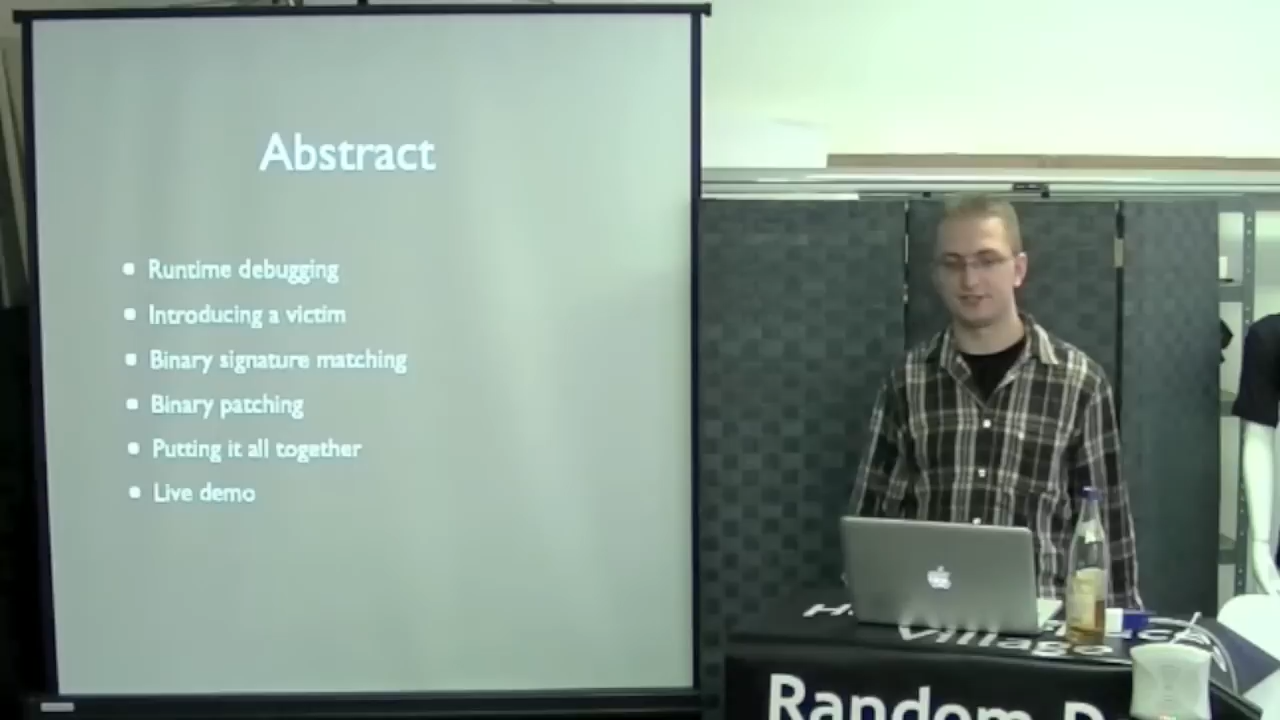 Abstract
Runtime debugging
Introducing a victim
Binary signature matching
Binary patching
Putting it all together
Live demo
Village
Random